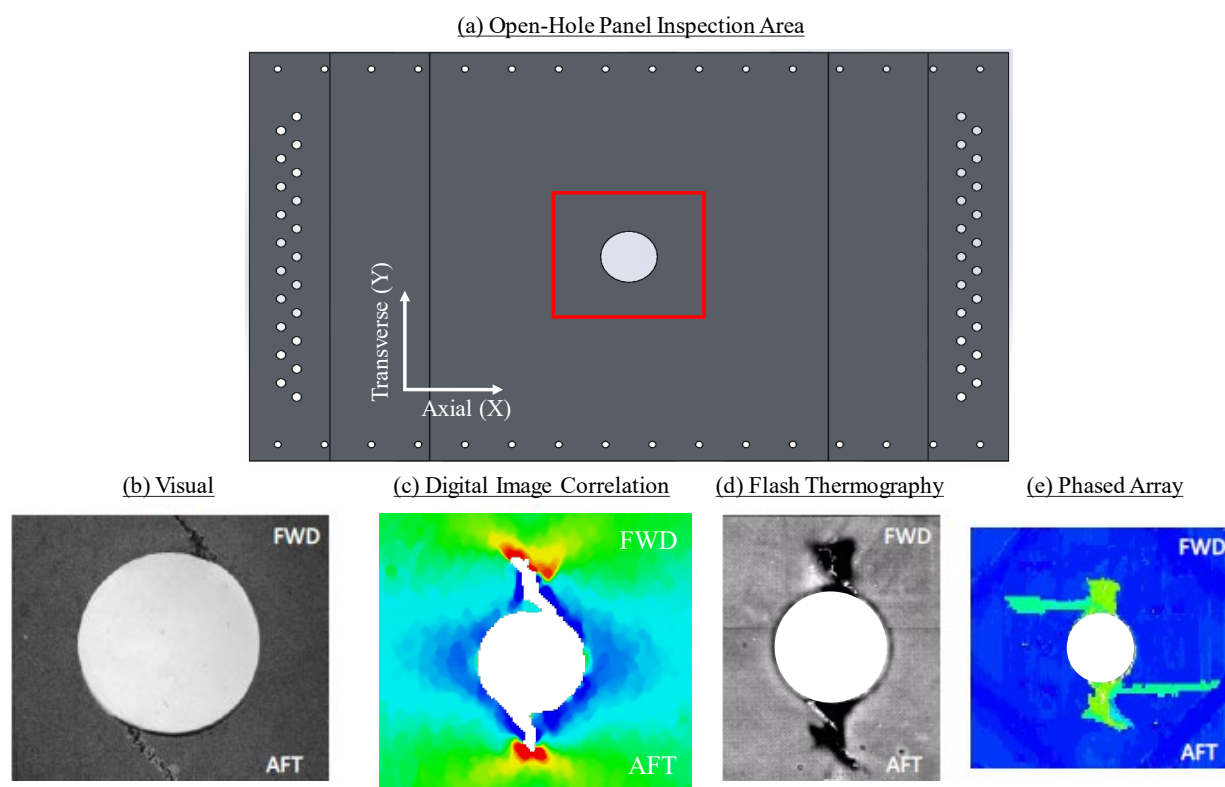 (a) Open-Hole Panel Inspection Area
Transverse (Y)
Axial (X)
(b) Visual
(c) Digital Image Correlation
(d) Flash Thermography
(e) Phased Array
FWD
AFT
FWD
AFT
FWD
AFT
FWD
AFT